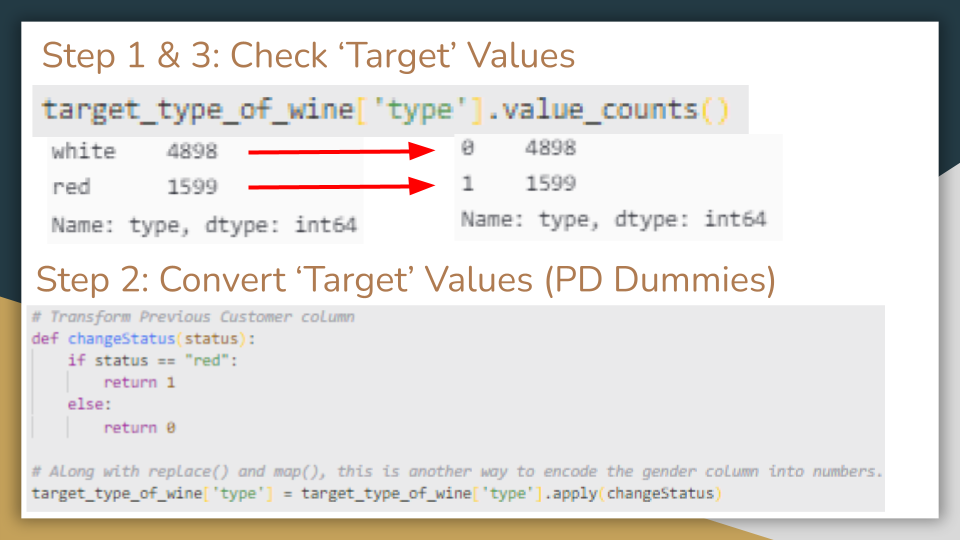 Step 1 & 3: Check ‘Target’ Values
target_type_of_wine['type'].value_counts()
white 4898
red 1599
Name: type, dtype: int64
0 4898
1 1599
Name: type, dtype: int64
Step 2: Convert ‘Target’ Values (PD Dummies)
# Transform Previous Customer column
def changeStatus(status):
    if status == "red":
        return 1
    else:
        return 0
# Along with replace() and map(), this is another way to encode the gender column into numbers.
target_type_of_wine['type'] = target_type_of_wine['type'].apply(changeStatus)